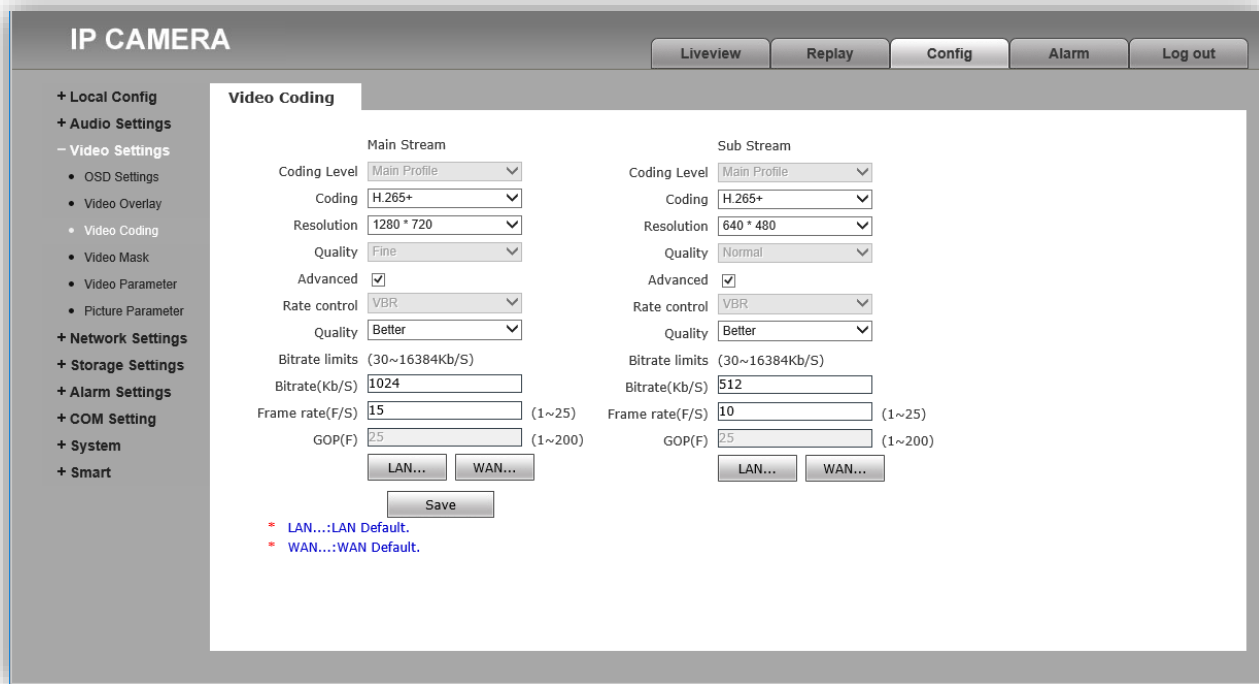 IP CAMERA
Liveview Replay Config Alarm Log out
+ Local Config
+ Audio Settings
− Video Settings
• OSD Settings
• Video Overlay
• Video Coding
• Video Mask
• Video Parameter
• Picture Parameter
+ Network Settings
+ Storage Settings
+ Alarm Settings
+ COM Setting
+ System
+ Smart
Video Coding
Main Stream
Coding Level Main Profile
Coding H.265+
Resolution 1280 * 720
Quality Fine
Advanced
Rate control VBR
Quality Better
Bitrate limits (30~16384Kb/S)
Bitrate(Kb/S) 1024
Frame rate(F/S) 15 (1~25)
GOP(F) 25 (1~200)
LAN... WAN...
Sub Stream
Coding Level Main Profile
Coding H.265+
Resolution 640 * 480
Quality Normal
Advanced
Rate control VBR
Quality Better
Bitrate limits (30~16384Kb/S)
Bitrate(Kb/S) 512
Frame rate(F/S) 10 (1~25)
GOP(F) 25 (1~200)
LAN... WAN...
Save
* LAN...:LAN Default.
* WAN...:WAN Default.